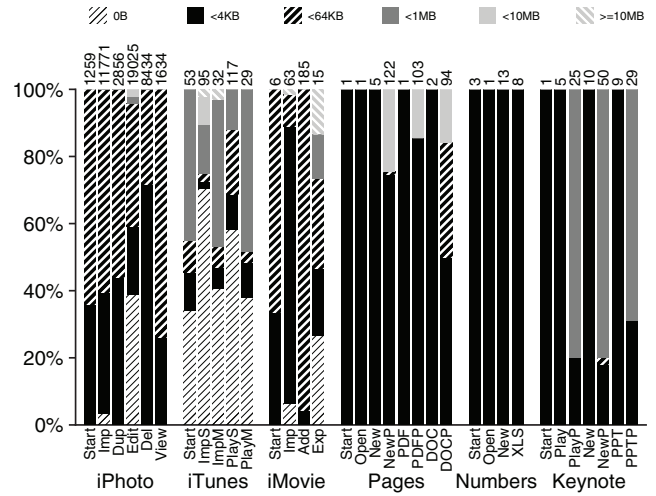 0B <4KB <64KB <1MB <10MB >=10MB
1259 11771 2856 19025 8434 1634 53 95 32 117 29 6 63 185 15 1 1 5 122 1 103 2 94 3 1 13 8 1 5 25 10 50 9 29
100%
80%
60%
40%
20%
0%
Start Imp Dup Edit Del View Start ImpS ImpM PlayS PlayM Start Imp Add Exp Start Open New NewP PDF PDFP DOC DOCP Start Open New XLS Start Play PlayP New NewP PPT PPTP
iPhoto iTunes iMovie Pages Numbers Keynote